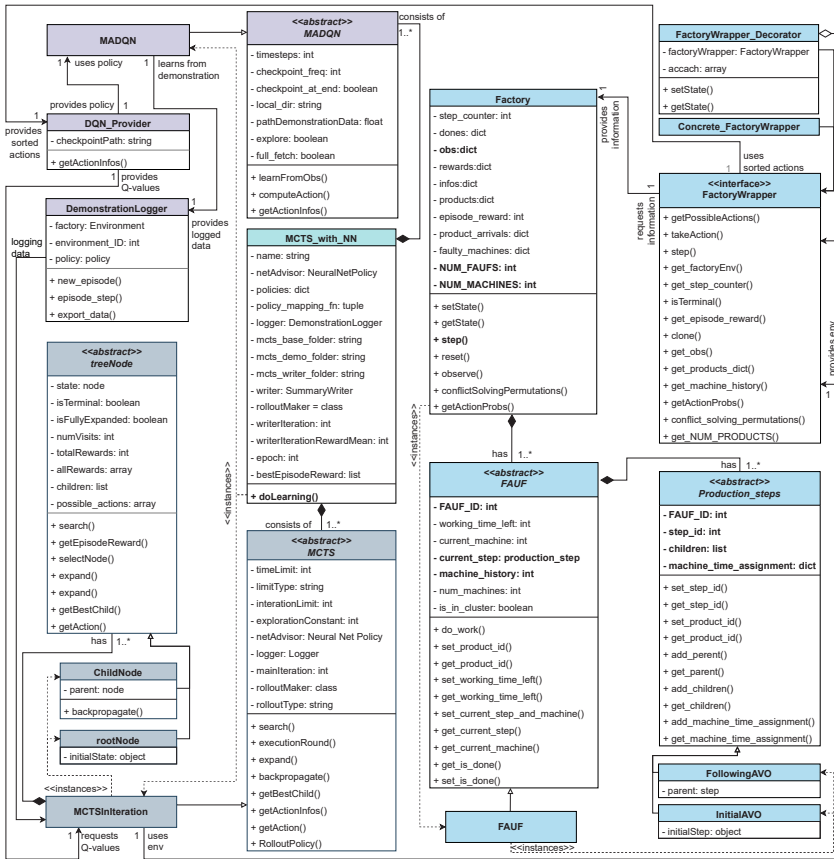 MADQN
1
uses policy
1
learns from
demonstration
provides policy
1
1
provides
sorted
actions
DQN_Provider
- checkpointPath: string
+ getActionInfos()
1
provides
Q-values
1
provides
logged
data
DemonstrationLogger
- factory: Environment
- environment_ID: int
- policy: policy
+ new_episode()
+ episode_step()
+ export_data()
logging
data
<<abstract>>
treeNode
- state: node
- isTerminal: boolean
- isFullyExpanded: boolean
- numVisits: int
- totalRewards: int
- allRewards: array
- children: list
- possible_actions: array
+ search()
+ getEpisodeReward()
+ selectNode()
+ expand()
+ expand()
+ getBestChild()
+ getAction()
has
1..*
ChildNode
- parent: node
+ backpropagate()
rootNode
- initialState: object
<<instances>>
MCTSInIteration
1
requests
Q-values
1
uses
env
<<instances>>
<<abstract>>
MADQN
- timesteps: int
- checkpoint_freq: int
- checkpoint_at_end: boolean
- local_dir: string
- pathDemonstrationData: float
- explore: boolean
- full_fetch: boolean
+ learnFromObs()
+ computeAction()
+ getActionInfos()
consists of
1..*
MCTS_with_NN
- name: string
- netAdvisor: NeuralNetPolicy
- policies: dict
- policy_mapping_fn: tuple
- logger: DemonstrationLogger
- mcts_base_folder: string
- mcts_demo_folder: string
- mcts_writer_folder: string
- writer: SummaryWriter
- rolloutMaker = class
- writerIteration: int
- writerIterationRewardMean: int
- epoch: int
- bestEpisodeReward: list
+ doLearning()
consists of
1..*
<<abstract>>
MCTS
- timeLimit: int
- limitType: string
- interationLimit: int
- explorationConstant: int
- netAdvisor: Neural Net Policy
- logger: Logger
- mainIteration: int
- rolloutMaker: class
- rolloutType: string
+ search()
+ executionRound()
+ expand()
+ backpropagate()
+ getBestChild()
+ getActionInfos()
+ getAction()
+ RolloutPolicy()
Factory
- step_counter: int
- dones: dict
- obs:dict
- rewards:dict
- infos:dict
- products:dict
- episode_reward: int
- product_arrivals: dict
- faulty_machines: dict
- NUM_FAUFS: int
- NUM_MACHINES: int
+ setState()
+ getState()
+ step()
+ reset()
+ observe()
+ conflictSolvingPermutations()
+ getActionProbs()
<<instances>>
has
1..*
<<abstract>>
FAUF
- FAUF_ID: int
- working_time_left: int
- current_machine: int
- current_step: production_step
- machine_history: int
- num_machines: int
- is_in_cluster: boolean
+ do_work()
+ set_product_id()
+ get_product_id()
+ set_working_time_left()
+ get_working_time_left()
+ set_current_step_and_machine()
+ get_current_step()
+ get_current_machine()
+ get_is_done()
+ set_is_done()
FAUF
<<instances>>
1
provides
information
requests
information
1
FactoryWrapper_Decorator
- factoryWrapper: FactoryWrapper
- accach: array
+ setState()
+ getState()
Concrete_FactoryWrapper
1
uses
sorted actions
<<interface>>
FactoryWrapper
+ getPossibleActions()
+ takeAction()
+ step()
+ get_factoryEnv()
+ get_step_counter()
+ isTerminal()
+ get_episode_reward()
+ clone()
+ get_obs()
+ get_products_dict()
+ get_machine_history()
+ getActionProbs()
+ conflict_solving_permutations()
+ get_NUM_PRODUCTS()
provides env
1
has
1..*
<<abstract>>
Production_steps
- FAUF_ID: int
- step_id: int
- children: list
- machine_time_assignment: dict
+ set_step_id()
+ get_step_id()
+ set_product_id()
+ get_product_id()
+ add_perent()
+ get_parent()
+ add_children()
+ get_children()
+ add_machine_time_assignment()
+ get_machine_time_assignment()
FollowingAVO
- parent: step
InitialAVO
- initialStep: object